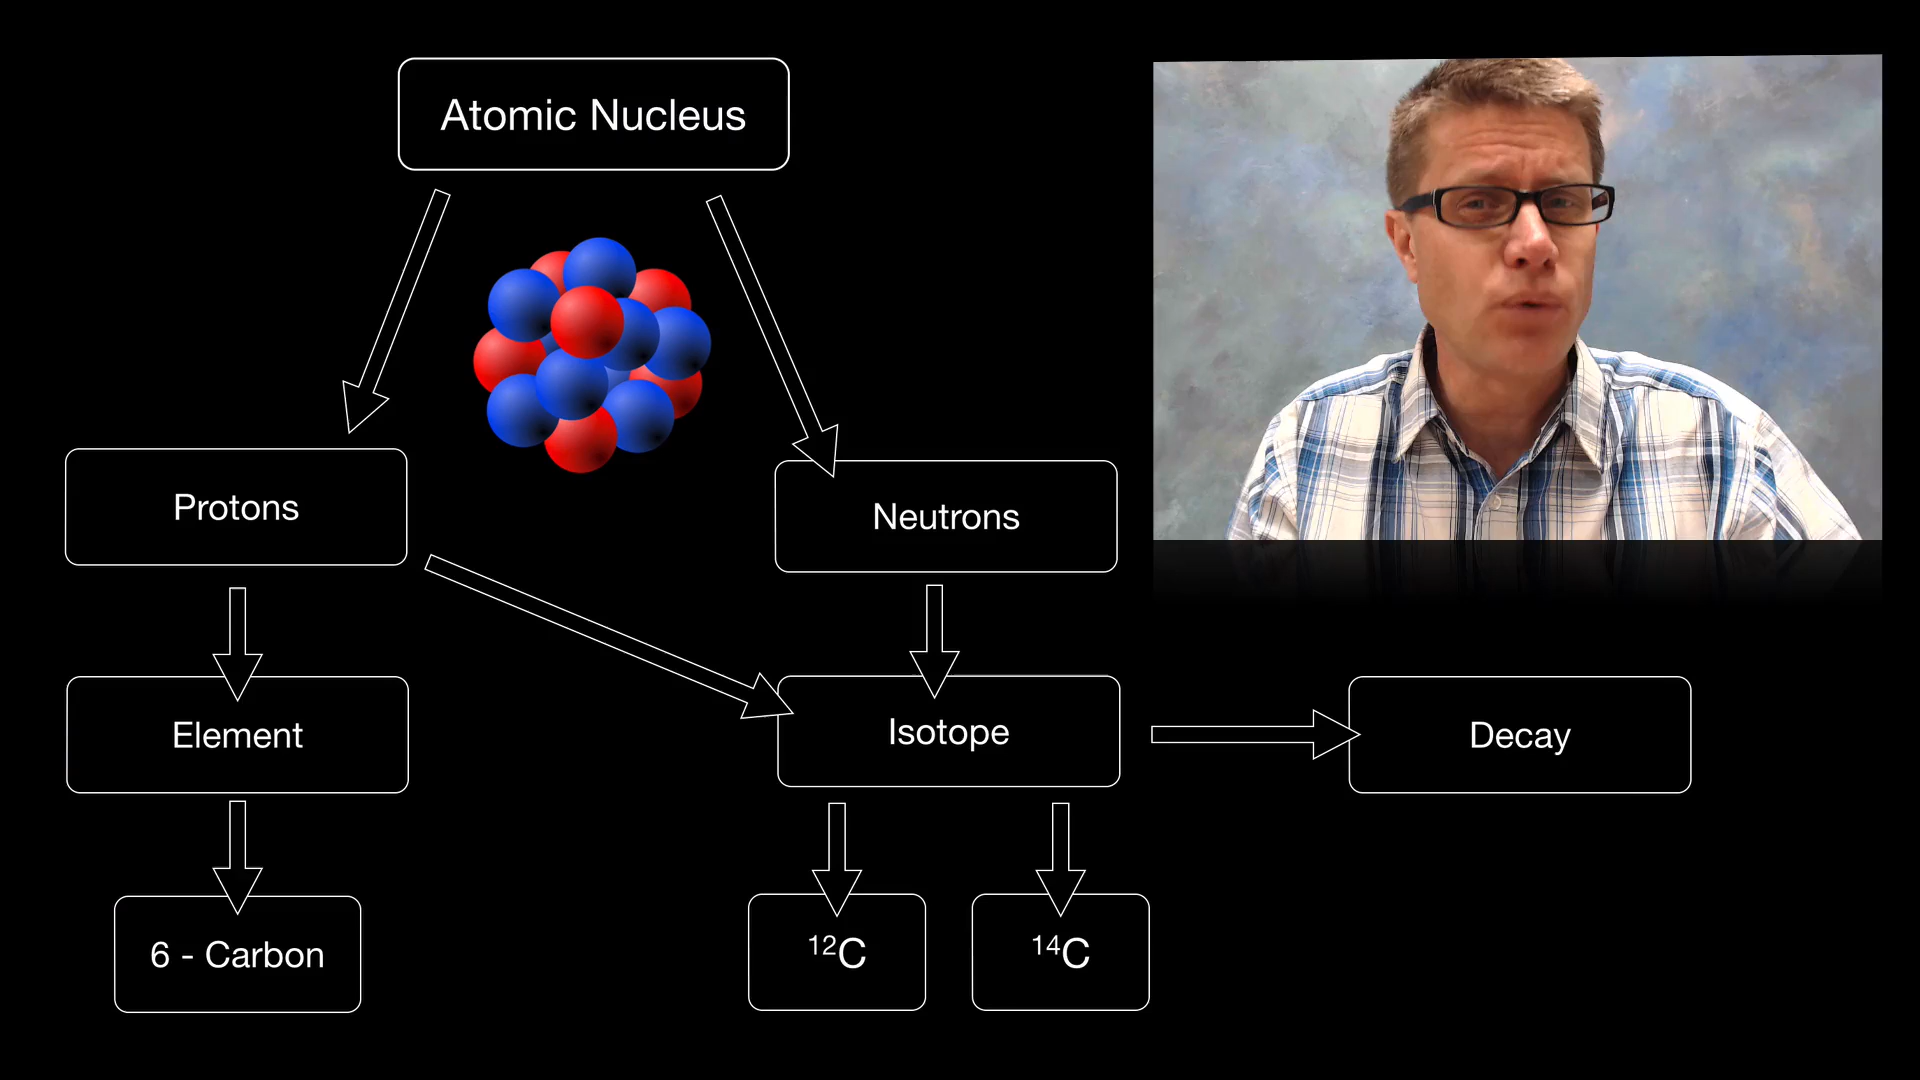 Atomic Nucleus
Protons
Neutrons
Element
Isotope
Decay
6 - Carbon
¹²C
¹⁴C